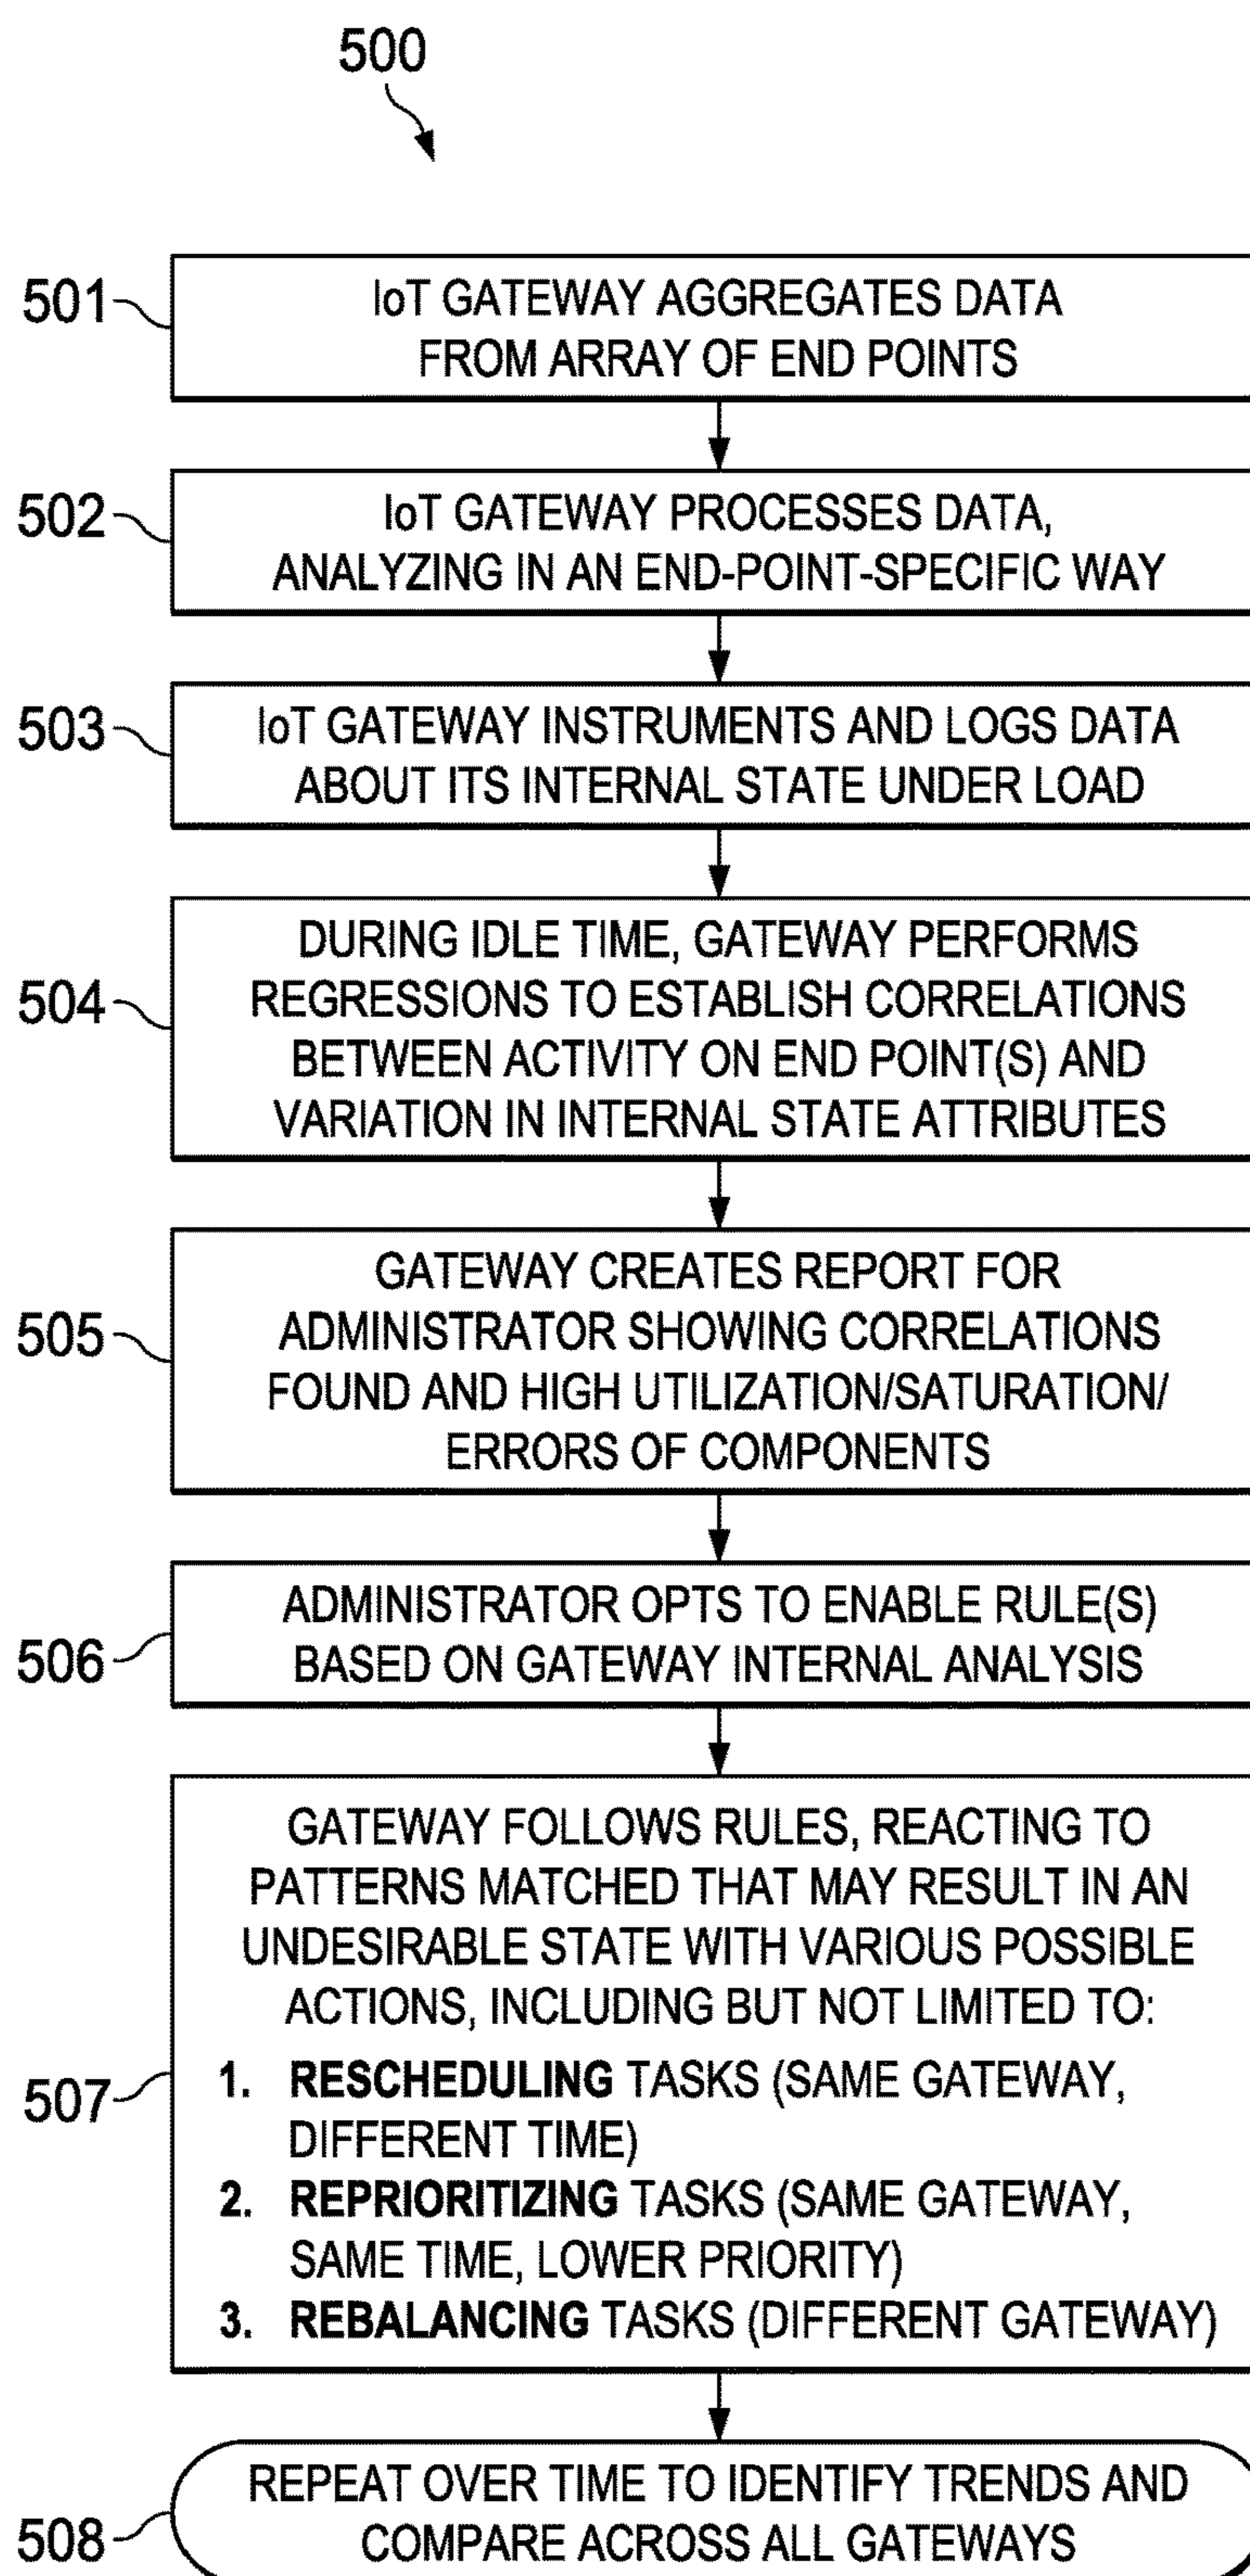 500
501
IoT GATEWAY AGGREGATES DATA
FROM ARRAY OF END POINTS
502
IoT GATEWAY PROCESSES DATA,
ANALYZING IN AN END-POINT-SPECIFIC WAY
503
IoT GATEWAY INSTRUMENTS AND LOGS DATA
ABOUT ITS INTERNAL STATE UNDER LOAD
504
DURING IDLE TIME, GATEWAY PERFORMS
REGRESSIONS TO ESTABLISH CORRELATIONS
BETWEEN ACTIVITY ON END POINT(S) AND
VARIATION IN INTERNAL STATE ATTRIBUTES
505
GATEWAY CREATES REPORT FOR
ADMINISTRATOR SHOWING CORRELATIONS
FOUND AND HIGH UTILIZATION/SATURATION/
ERRORS OF COMPONENTS
506
ADMINISTRATOR OPTS TO ENABLE RULE(S)
BASED ON GATEWAY INTERNAL ANALYSIS
507
GATEWAY FOLLOWS RULES, REACTING TO
PATTERNS MATCHED THAT MAY RESULT IN AN
UNDESIRABLE STATE WITH VARIOUS POSSIBLE
ACTIONS, INCLUDING BUT NOT LIMITED TO:
1. RESCHEDULING TASKS (SAME GATEWAY,
DIFFERENT TIME)
2. REPRIORITIZING TASKS (SAME GATEWAY,
SAME TIME, LOWER PRIORITY)
3. REBALANCING TASKS (DIFFERENT GATEWAY)
508
REPEAT OVER TIME TO IDENTIFY TRENDS AND
COMPARE ACROSS ALL GATEWAYS